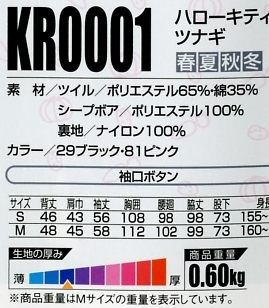 KR0001
ハローキティ
ツナギ
春夏秋冬
素 材／ツイル／ポリエステル65%・綿35%
シープボア／ポリエステル100%
裏地／ナイロン100%
カラー／29ブラック・81ピンク
袖口ボタン
サイズ 背丈 肩巾 袖丈 胸囲 腰囲 脇丈 股下 身長
S 46 43 56 108 98 98 73 155~
M 48 45 58 112 102 99 73 160~
生地の厚み
薄 厚
商品重量
0.60kg
※商品重量はMサイズの重量を表示しています。